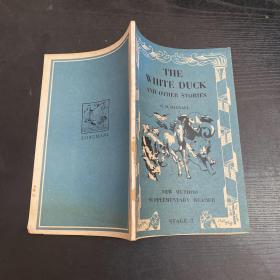 THE
WHITE DUCK
AND OTHER STORIES
NEW METHOD
SUPPLEMENTARY READER
STAGE 1
LONGMANS